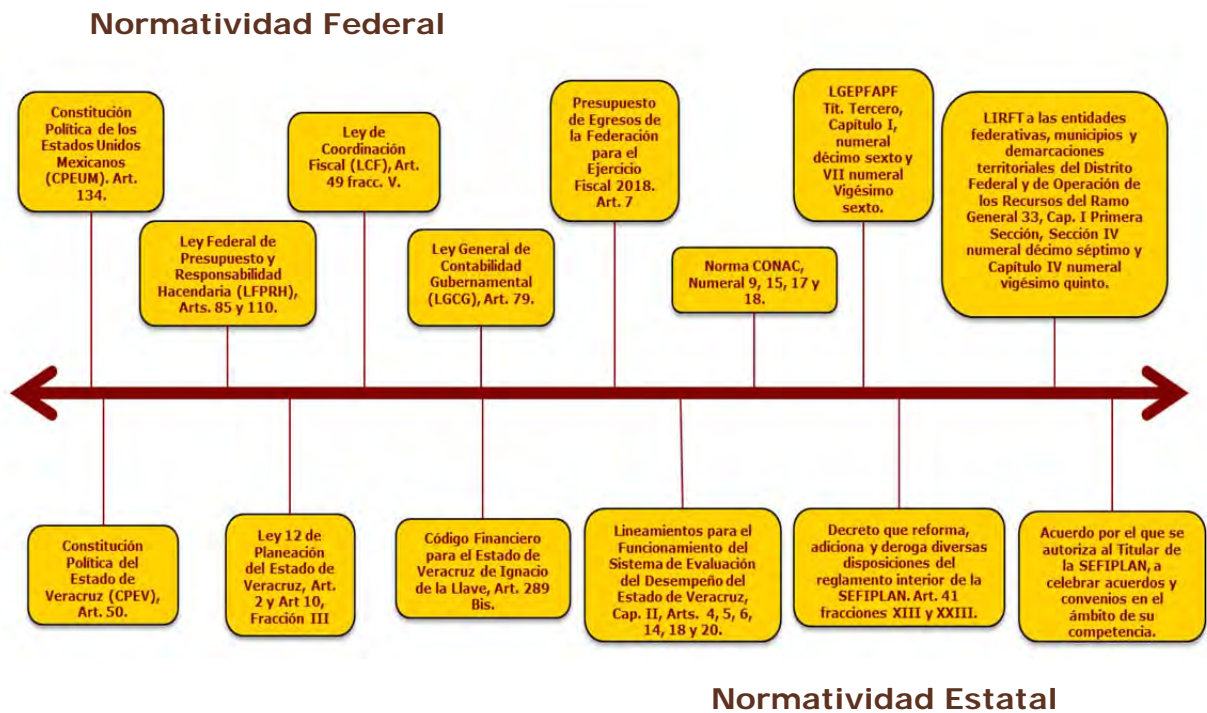 Normatividad Federal
Constitución
Política de los
Estados Unidos
Mexicanos
(CPEUM). Art.
134.
Ley Federal de
Presupuesto y
Responsabilidad
Hacendaria (LFPRH),
Arts. 85 y 110.
Ley de
Coordinación
Fiscal (LCF), Art.
49 fracc. V.
Ley General de
Contabilidad
Gubernamental
(LGCG), Art. 79.
Presupuesto
de Egresos de
la Federación
para el
Ejercicio
Fiscal 2018.
Art. 7
Norma CONAC,
Numeral 9, 15, 17 y
18.
LGEPFAPF
Tít. Tercero,
Capítulo I,
numeral
décimo sexto y
VII numeral
Vigésimo
sexto.
LIRFT a las entidades
federativas, municipios y
demarcaciones
territoriales del Distrito
Federal y de Operación de
los Recursos del Ramo
General 33, Cap. I Primera
Sección, Sección IV
numeral décimo séptimo y
Capítulo IV numeral
vigésimo quinto.
Constitución
Política del
Estado de
Veracruz (CPEV),
Art. 50.
Ley 12 de
Planeación
del Estado de
Veracruz, Art.
2 y Art 10,
Fracción III
Código Financiero
para el Estado de
Veracruz de Ignacio
de la Llave, Art. 289
Bis.
Lineamientos para el
Funcionamiento del
Sistema de Evaluación
del Desempeño del
Estado de Veracruz,
Cap. II, Arts. 4, 5, 6,
14, 18 y 20.
Decreto que reforma,
adiciona y deroga diversas
disposiciones del
reglamento interior de la
SEFIPLAN. Art. 41
fracciones XIII y XXIII.
Acuerdo por el que se
autoriza al Titular de
la SEFIPLAN, a
celebrar acuerdos y
convenios en el
ámbito de su
competencia.
Normatividad Estatal